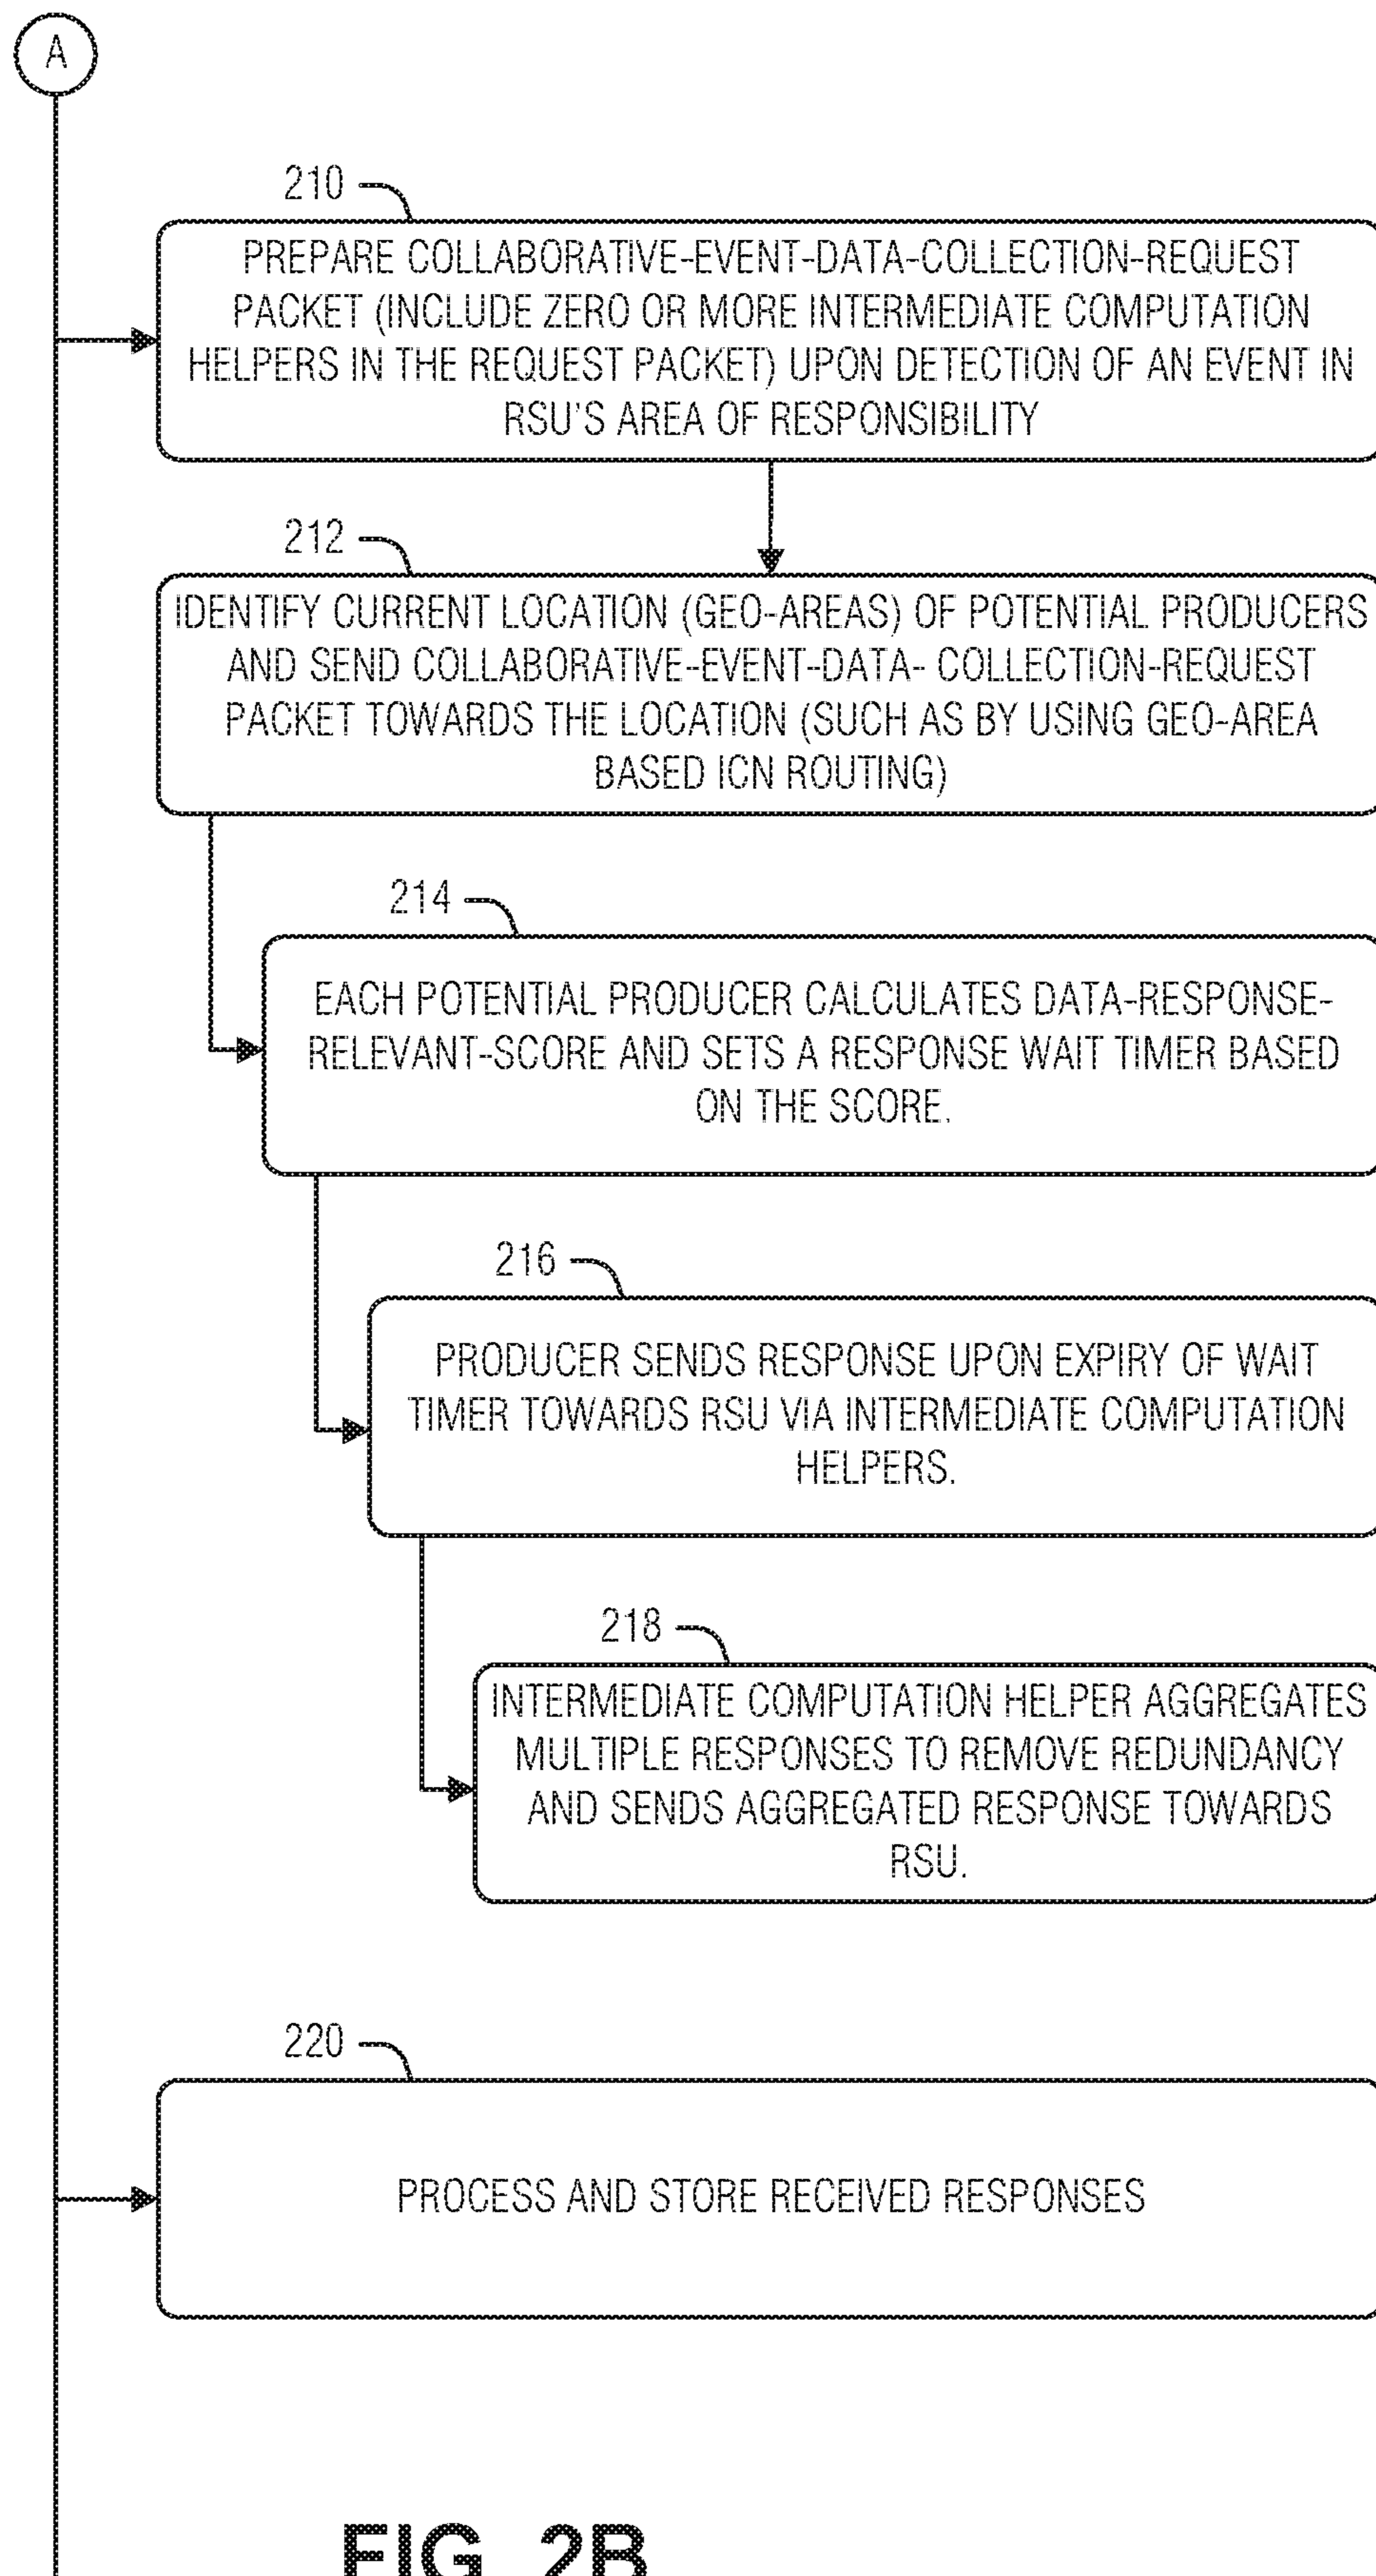 A
210
PREPARE COLLABORATIVE-EVENT-DATA-COLLECTION-REQUEST
PACKET (INCLUDE ZERO OR MORE INTERMEDIATE COMPUTATION
HELPERS IN THE REQUEST PACKET) UPON DETECTION OF AN EVENT IN
RSU'S AREA OF RESPONSIBILITY
212
IDENTIFY CURRENT LOCATION (GEO-AREAS) OF POTENTIAL PRODUCERS
AND SEND COLLABORATIVE-EVENT-DATA- COLLECTION-REQUEST
PACKET TOWARDS THE LOCATION (SUCH AS BY USING GEO-AREA
BASED ICN ROUTING)
214
EACH POTENTIAL PRODUCER CALCULATES DATA-RESPONSE-
RELEVANT-SCORE AND SETS A RESPONSE WAIT TIMER BASED
ON THE SCORE.
216
PRODUCER SENDS RESPONSE UPON EXPIRY OF WAIT
TIMER TOWARDS RSU VIA INTERMEDIATE COMPUTATION
HELPERS.
218
INTERMEDIATE COMPUTATION HELPER AGGREGATES
MULTIPLE RESPONSES TO REMOVE REDUNDANCY
AND SENDS AGGREGATED RESPONSE TOWARDS
RSU.
220
PROCESS AND STORE RECEIVED RESPONSES
FIG. 2B